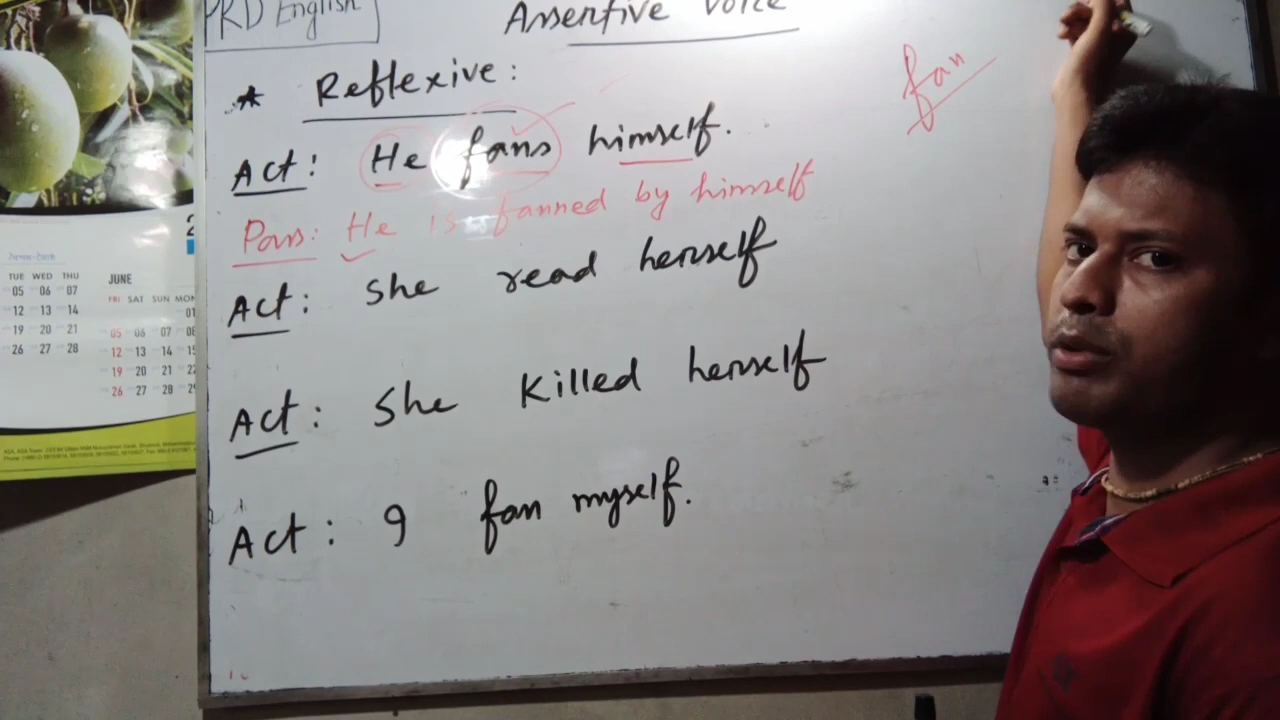 PRD English
Assertive Voice
* Reflexive:
fan
Act: He fans himself.
Pass: He is fanned by himself
Act: She read herself
Act: She killed herself
Act: I fan myself.
TUE WED THU
05 06 07
12 13 14
19 20 21
26 27 28
JUNE
FRI SAT SUN MON
01
05 06 07 08
12 13 14 15
19 20 21 22
26 27 28 29